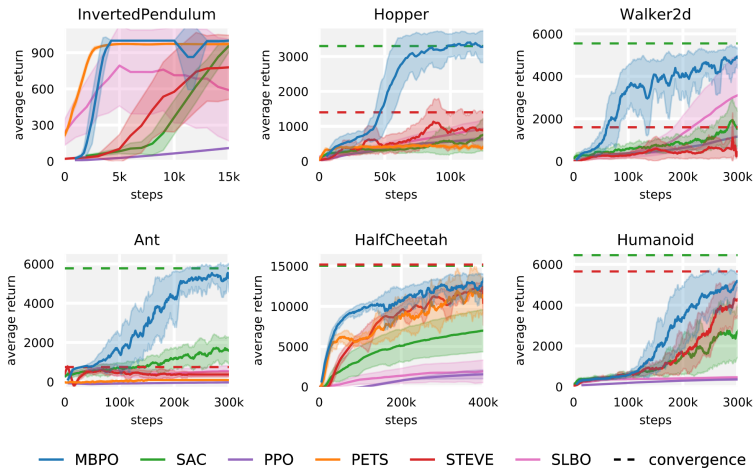 InvertedPendulum
average return
900
600
300
0
0
5k
10k
15k
steps
Hopper
average return
3000
2000
1000
0
0
50k
100k
steps
Walker2d
average return
6000
4000
2000
0
0
100k
200k
300k
steps
Ant
average return
6000
4000
2000
0
0
100k
200k
300k
steps
HalfCheetah
average return
15000
10000
5000
0
0
200k
400k
steps
Humanoid
average return
6000
4000
2000
0
0
100k
200k
300k
steps
MBPO SAC PPO PETS STEVE SLBO convergence